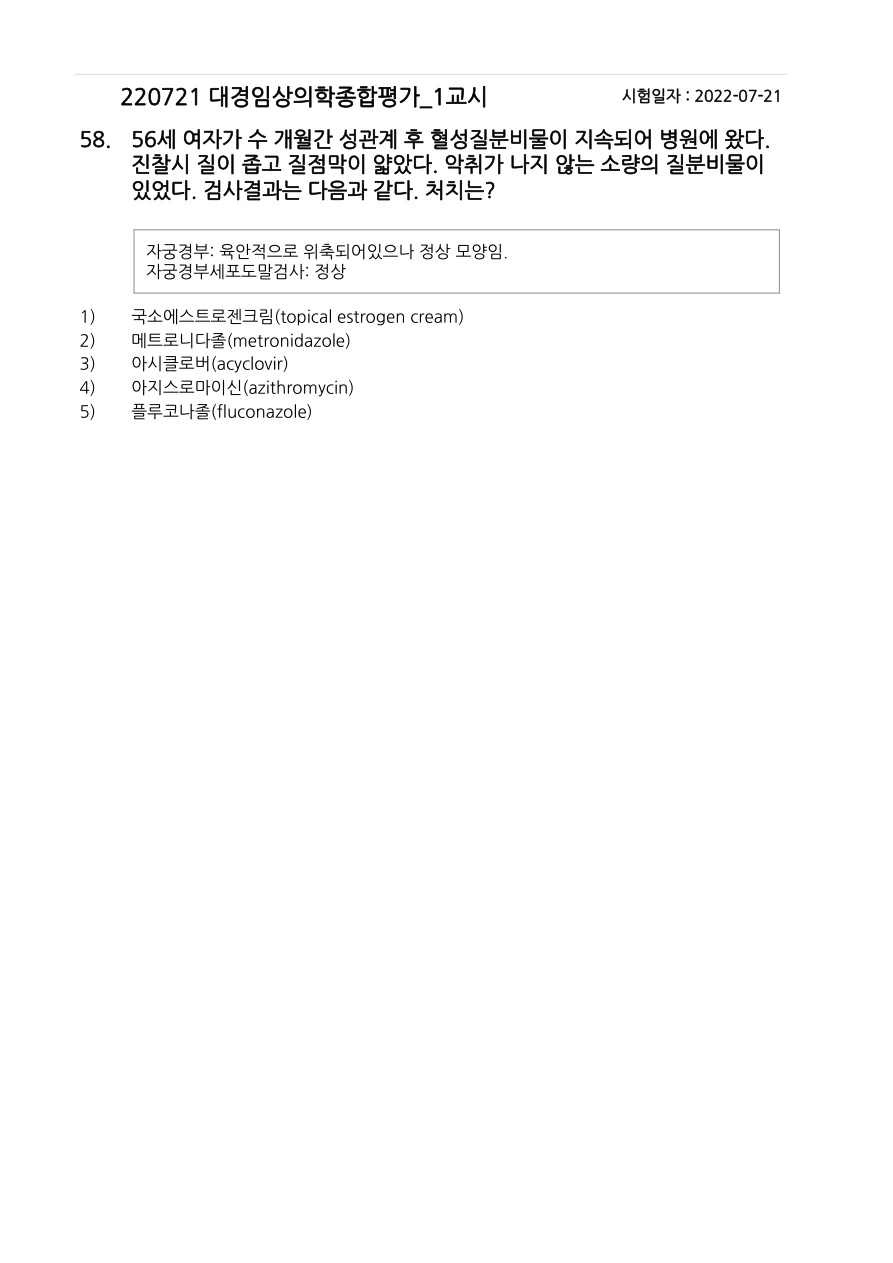 220721 대경임상의학종합평가_1교시 시험일자 : 2022-07-21
58. 56세 여자가 수 개월간 성관계 후 혈성질분비물이 지속되어 병원에 왔다.
진찰시 질이 좁고 질점막이 얇았다. 악취가 나지 않는 소량의 질분비물이
있었다. 검사결과는 다음과 같다. 처치는?
자궁경부: 육안적으로 위축되어있으나 정상 모양임.
자궁경부세포도말검사: 정상
1) 국소에스트로젠크림(topical estrogen cream)
2) 메트로니다졸(metronidazole)
3) 아시클로버(acyclovir)
4) 아지스로마이신(azithromycin)
5) 플루코나졸(fluconazole)